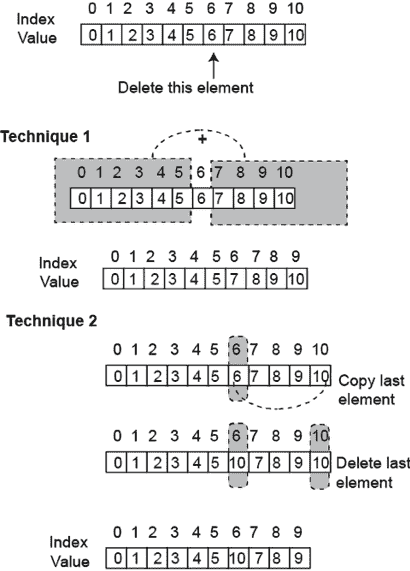 Index 0 1 2 3 4 5 6 7 8 9 10
Value 0 1 2 3 4 5 6 7 8 9 10
Delete this element
Technique 1
+
0 1 2 3 4 5 6 7 8 9 10
0 1 2 3 4 5 6 7 8 9 10
Index 0 1 2 3 4 5 6 7 8 9
Value 0 1 2 3 4 5 7 8 9 10
Technique 2
0 1 2 3 4 5 6 7 8 9 10
0 1 2 3 4 5 6 7 8 9 10 Copy last
element
0 1 2 3 4 5 6 7 8 9 10
0 1 2 3 4 5 10 7 8 9 10 Delete last
element
Index 0 1 2 3 4 5 6 7 8 9
Value 0 1 2 3 4 5 10 7 8 9